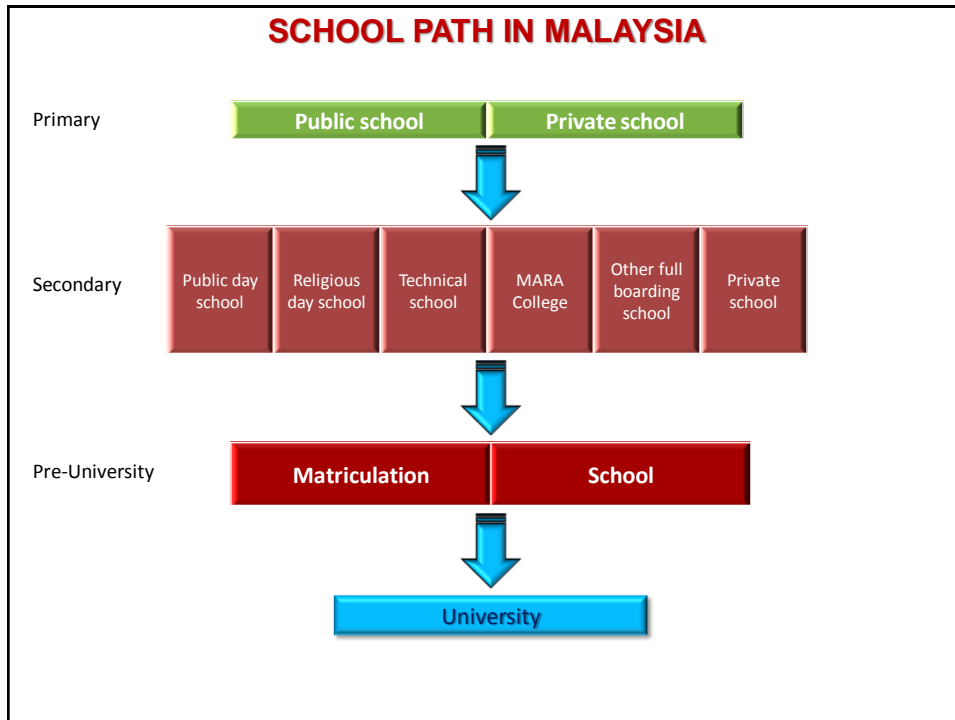 SCHOOL PATH IN MALAYSIA
Primary
Public school
Private school
Secondary
Public day
school
Religious
day school
Technical
school
MARA
College
Other full
boarding
school
Private
school
Pre-University
Matriculation
School
University